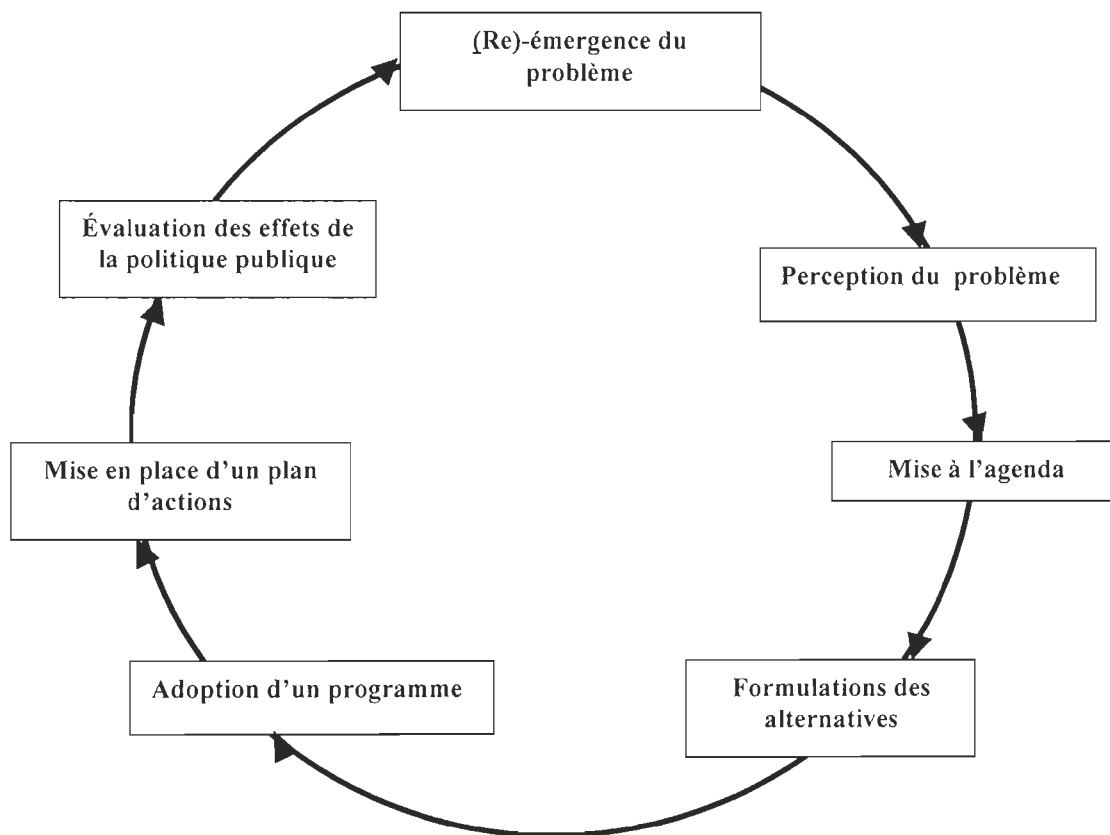 (Re)-émergence du
problème
Perception du problème
Mise à l'agenda
Formulations des
alternatives
Adoption d'un programme
Mise en place d'un plan
d'actions
Évaluation des effets de
la politique publique